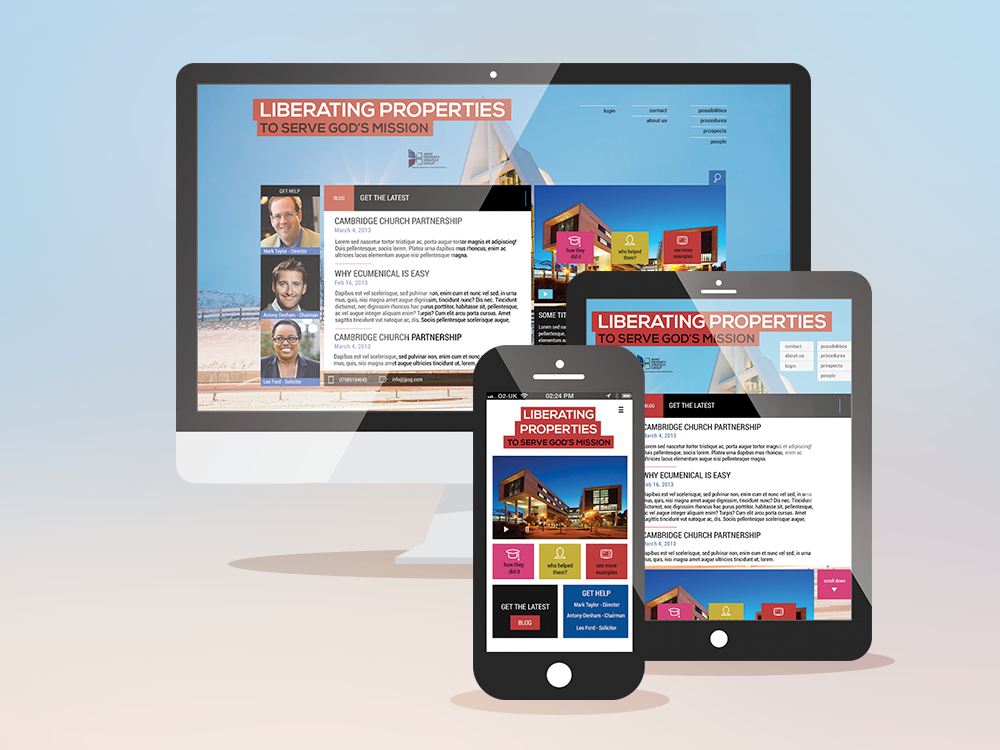 LIBERATING PROPERTIES
TO SERVE GOD'S MISSION
login
contact
about us
possibilities
procedures
prospects
people
JOINT
PROPERTY
STRATEGY
GROUP
GET HELP
Mark Taylor - Director
Antony Denham - Chairman
Leo Ford - Solicitor
BLOG
GET THE LATEST
CAMBRIDGE CHURCH PARTNERSHIP
March 4, 2013
Lorem sed nascetur tortor tristique ac, porta augue tortor magnis et adipiscing!
Duis pellentesque, sociis lorem. Platea urna dapibus mus rhoncus, enim ac
ultricies lacus elementum augue nisi pellentesque magna.
WHY ECUMENICAL IS EASY
Feb 16, 2013
Dapibus est vel scelerisque, sed pulvinar non, enim cum et nunc vel sed, in urna
mus, quis, nisi magna amet augue dignissim, tincidunt nunc? Dis nec. Tincidunt
dictumst, nec dignissim rhoncus hac purus porttitor, habitasse sit, pellentesque,
ac vel augue integer aliquam enim? Turpis? Cum elit arcu porta cursus. Amet
sagittis tincidunt vut natoque ac, dis. Sociis pellentesque scelerisque augue,
CAMBRIDGE CHURCH PARTNERSHIP
March 4, 2013
Dapibus est vel scelerisque, sed pulvinar non, enim cum et nunc
mus, quis, nisi magna amet augue ultricies tincidunt ut, lorem.
07989104642
info@jpsg.com
how they
did it
who helped
them?
see more
examples
SOME TIT
Lorem sed nas
LIBERATING PROPERTIES
TO SERVE GOD'S MISSION
contact
about us
login
possibilities
procedures
prospects
people
BLOG
GET THE LATEST
CAMBRIDGE CHURCH PARTNERSHIP
March 4, 2013
Lorem sed nascetur tortor tristique ac, porta augue tortor magnis et adipiscing!
Duis pellentesque, sociis lorem. Platea urna dapibus mus rhoncus, enim ac
ultricies lacus elementum augue nisi pellentesque magna.
WHY ECUMENICAL IS EASY
Feb 16, 2013
Dapibus est vel scelerisque, sed pulvinar non, enim cum et nunc vel sed, in urna
mus, quis, nisi magna amet augue dignissim, tincidunt nunc? Dis nec. Tincidunt
dictumst, nec dignissim rhoncus hac purus porttitor, habitasse sit, pellentesque,
ac vel augue integer aliquam enim? Turpis? Cum elit arcu porta cursus. Amet
sagittis tincidunt vut natoque ac, dis. Sociis pellentesque scelerisque augue,
CAMBRIDGE CHURCH PARTNERSHIP
March 4, 2013
Dapibus est vel scelerisque, sed pulvinar non, enim cum et nunc vel sed, in urna
mus, quis, nisi magna amet augue ultricies tincidunt ut, lorem.
scroll down
O2-UK 02:24 PM
LIBERATING
PROPERTIES
TO SERVE GOD'S MISSION
how they
did it
who helped
them?
see more
examples
GET THE LATEST
BLOG
GET HELP
Mark Taylor - Director
Antony Denham - Chairman
Leo Ford - Solicitor